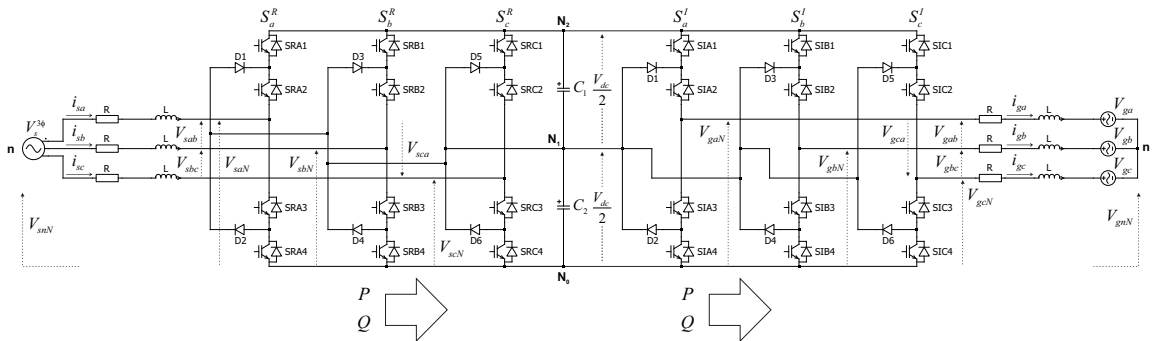 S_a^R S_b^R S_c^R N₂ S_a^I S_b^I S_c^I
SRA1 SRB1 SRC1 SIA1 SIB1 SIC1
D1 D3 D5 D1 D3 D5
SRA2 SRB2 SRC2 C_1 V_dc/2 SIA2 SIB2 SIC2
V_s^3ϕ i_sa R L i_ga R L V_ga
n i_sb R L V_sab V_sca N₁ V_gaN V_gca V_gab V_gb n
i_sc R L V_sbc V_saN V_sbN V_gbN V_gbc R i_gc L V_gc
V_gcN
SRA3 SRB3 SRC3 C_2 V_dc/2 SIA3 SIB3 SIC3
V_snN D2 D4 D6 D2 D4 D6 V_gnN
SRA4 SRB4 V_scN SRC4 SIA4 SIB4 SIC4
N₀
P P
Q Q